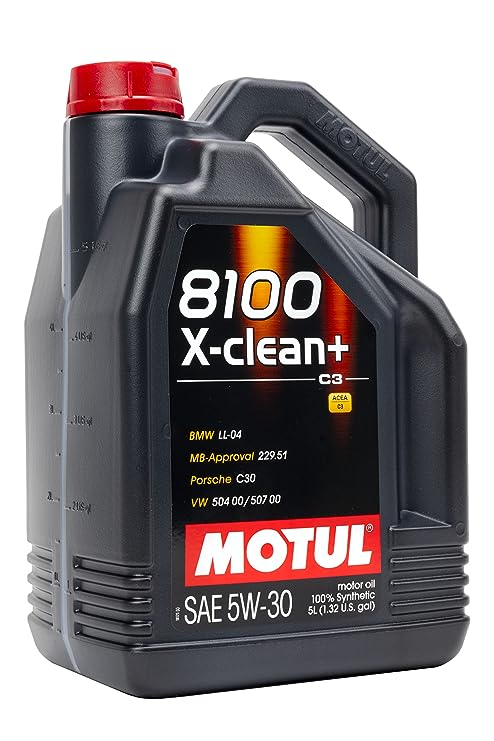 MOTUL
8100
X-clean+
C3
ACEA
C3
BMW LL-04
MB-Approval 229.51
Porsche C30
VW 504 00/507 00
MOTUL®
SAE 5W-30
motor oil
100% Synthetic
5L (1.32 U.S. gal)